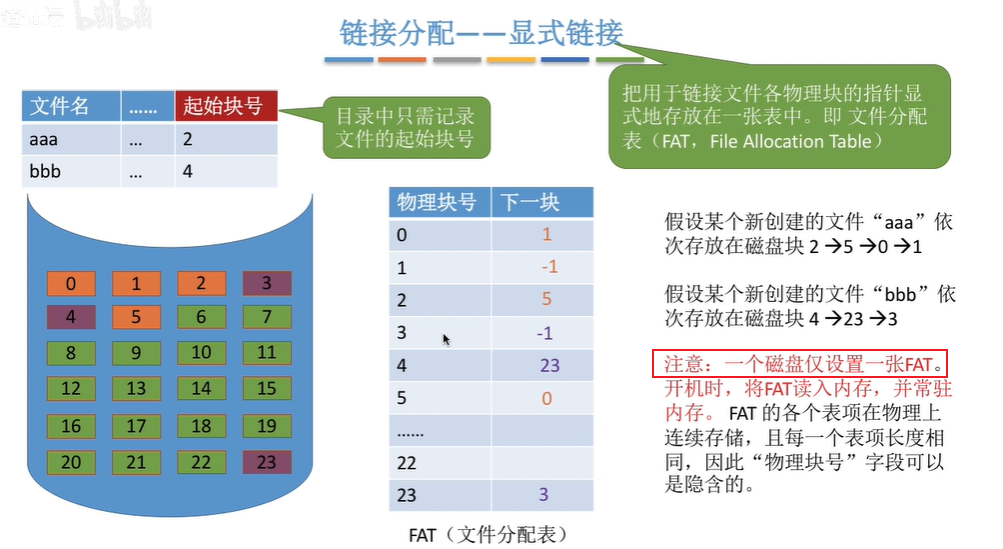 链接分配——显式链接
文件名 …… 起始块号
aaa ... 2
bbb ... 4
目录中只需记录
文件的起始块号
把用于链接文件各物理块的指针显
式地存放在一张表中。即 文件分配
表（FAT，File Allocation Table）
0 1 2 3
4 5 6 7
8 9 10 11
12 13 14 15
16 17 18 19
20 21 22 23
物理块号 下一块
0 1
1 -1
2 5
3 -1
4 23
5 0
……
22
23 3
FAT（文件分配表）
假设某个新创建的文件“aaa”依
次存放在磁盘块 2→5→0→1
假设某个新创建的文件“bbb”依
次存放在磁盘块 4→23→3
注意：一个磁盘仅设置一张FAT。
开机时，将FAT读入内存，并常驻
内存。 FAT 的各个表项在物理上
连续存储，且每一个表项长度相
同，因此“物理块号”字段可以
是隐含的。